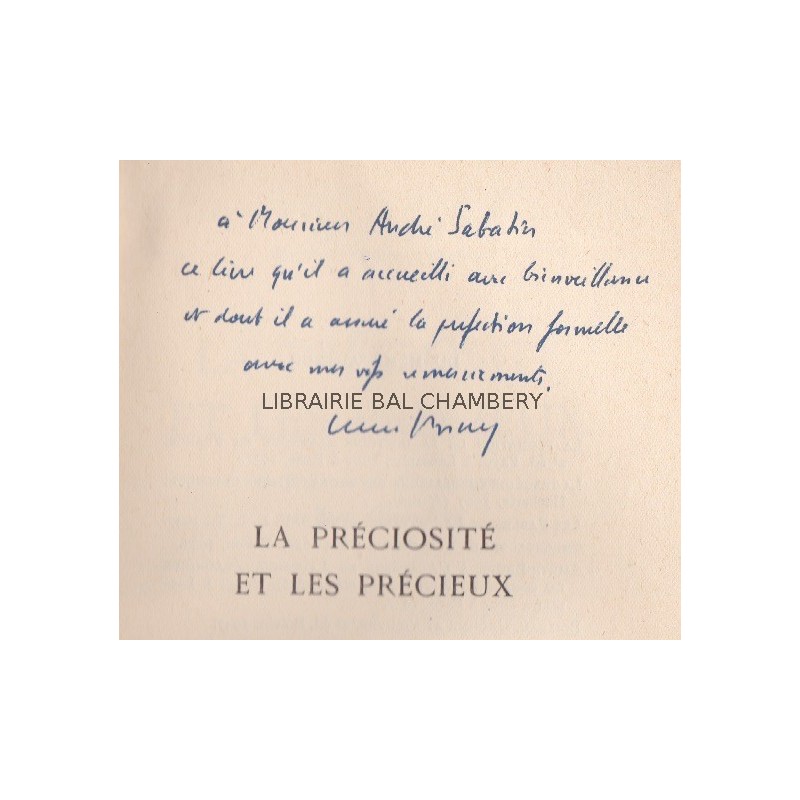 à Monsieur André Sabatier
ce livre qu'il a accueilli avec bienveillance
et dont il a assuré la perfection formelle
avec mes vifs remerciements.
LIBRAIRIE BAL CHAMBERY
Bray
LA PRÉCIOSITÉ
ET LES PRÉCIEUX